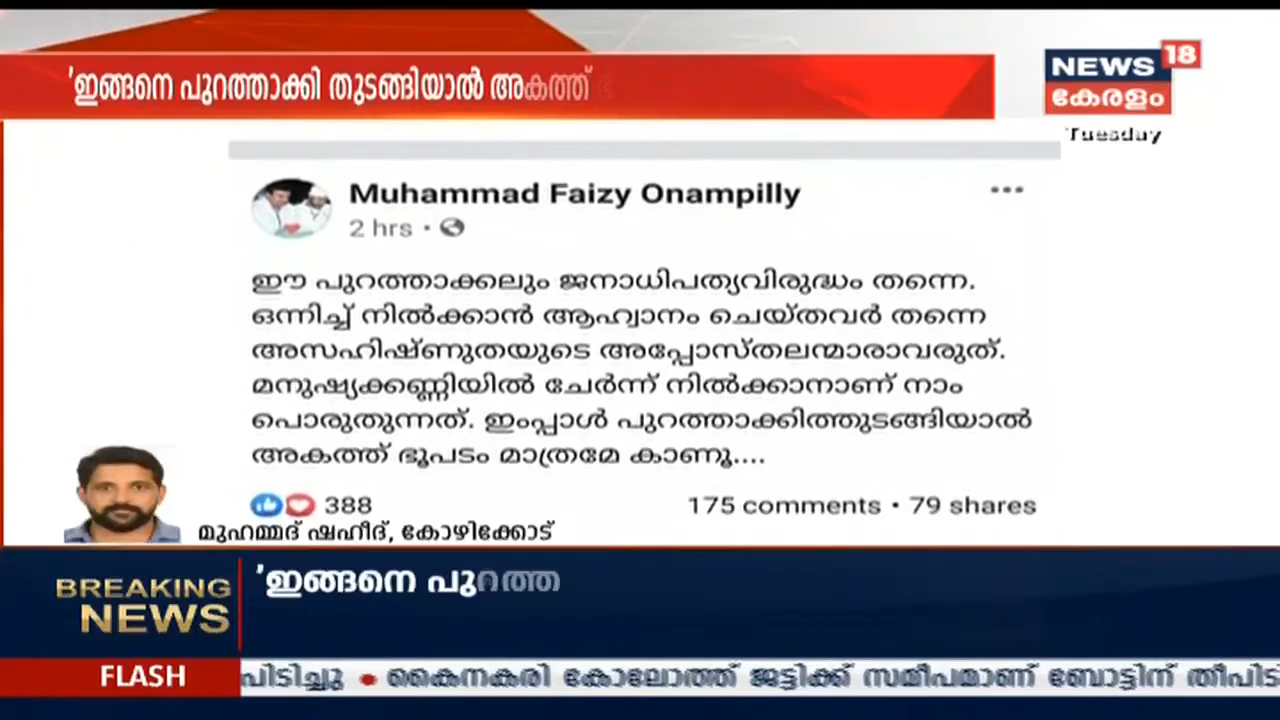 'ഇങ്ങനെ പുറത്താക്കി തുടങ്ങിയാൽ അകത്ത്
NEWS 18
കേരളം
Tuesday
Muhammad Faizy Onampilly
2 hrs ·
ഈ പുറത്താക്കലും ജനാധിപത്യവിരുദ്ധം തന്നെ.
ഒന്നിച്ച് നിൽക്കാൻ ആഹ്വാനം ചെയ്തവർ തന്നെ
അസഹിഷ്ണുതയുടെ അപ്പോസ്തലന്മാരാവരുത്.
മനുഷ്യക്കണ്ണിയിൽ ചേർന്ന് നിൽക്കാനാണ് നാം
പൊരുതുന്നത്. ഇംപ്പാൾ പുറത്താക്കിത്തുടങ്ങിയാൽ
അകത്ത് ഭൂപടം മാത്രമേ കാണൂ....
388
175 comments • 79 shares
മുഹമ്മദ് ഷഹീദ്, കോഴിക്കോട്
BREAKING
NEWS
'ഇങ്ങനെ പുറത്ത
FLASH
പിടിച്ചു • കൈനകരി കോലോത്ത് ജട്ടിക്ക് സമീപമാണ് ബോട്ടിന് തീപിടി